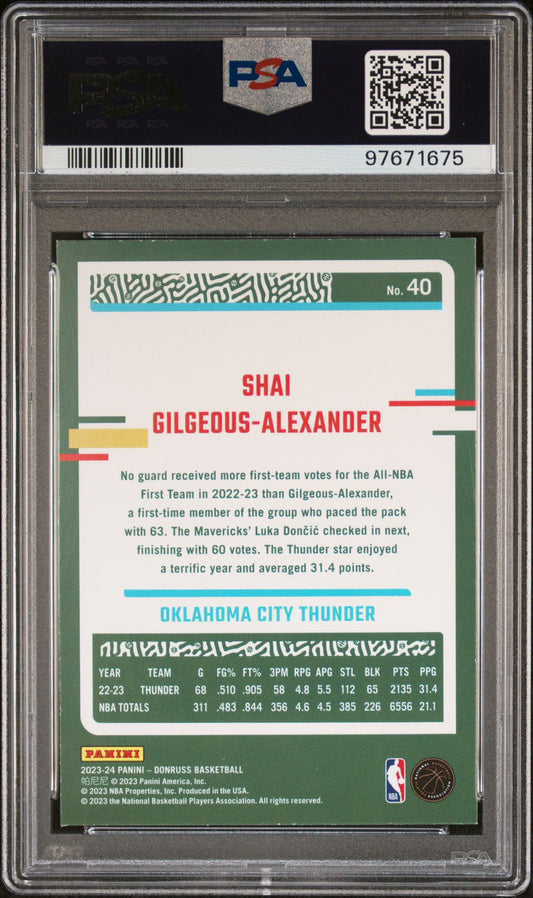 PSA
PSA
97671675
No. 40
SHAI
GILGEOUS-ALEXANDER
No guard received more first-team votes for the All-NBA
First Team in 2022-23 than Gilgeous-Alexander,
a first-time member of the group who paced the pack
with 63. The Mavericks' Luka Dončić checked in next,
finishing with 60 votes. The Thunder star enjoyed
a terrific year and averaged 31.4 points.
OKLAHOMA CITY THUNDER
YEAR TEAM G FG% FT% 3PM RPG APG STL BLK PTS PPG
22-23 THUNDER 68 .510 .905 58 4.8 5.5 112 65 2135 31.4
NBA TOTALS 311 .483 .844 356 4.6 4.5 385 226 6556 21.1
PANINI
2023-24 PANINI – DONRUSS BASKETBALL
帕尼尼 © 2023 Panini America, Inc.
© 2023 NBA Properties, Inc. Produced in the USA.
© 2023 the National Basketball Players Association. All rights reserved.
NBA
NATIONAL BASKETBALL PLAYERS ASSOCIATION
PSA